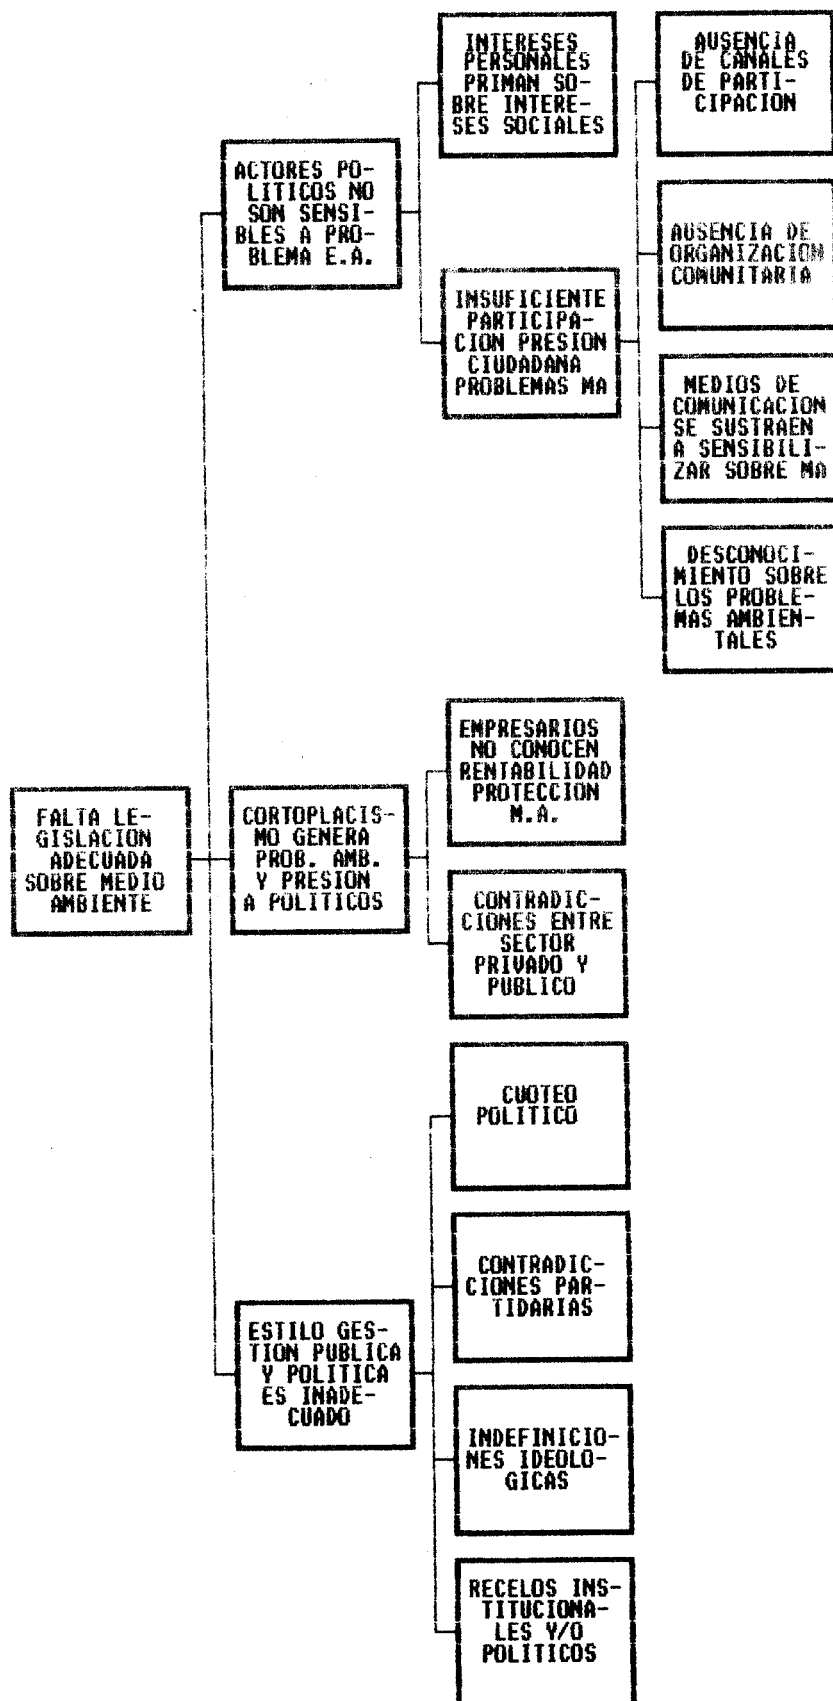 INTERESES
PERSONALES
PRIMAN SO-
BRE INTERE-
SES SOCIALES
AUSENCIA
DE CANALES
DE PARTI-
CIPACION
ACTORES PO-
LITICOS NO
SON SENSI-
BLES A PRO-
BLEMA E.A.
AUSENCIA DE
ORGANIZACION
COMUNITARIA
INSUFICIENTE
PARTICIPA-
CION PRESION
CIUDADANA
PROBLEMAS MA
MEDIOS DE
COMUNICACION
SE SUSTRAEN
A SENSIBILI-
ZAR SOBRE MA
DESCONOCI-
MIENTO SOBRE
LOS PROBLE-
MAS AMBIEN-
TALES
EMPRESARIOS
NO CONOCEN
RENTABILIDAD
PROTECCION
M.A.
FALTA LE-
GISLACION
ADECUADA
SOBRE MEDIO
AMBIENTE
CORTOPLACIS-
MO GENERA
PROB. AMB.
Y PRESION
A POLITICOS
CONTRADIC-
CIONES ENTRE
SECTOR
PRIVADO Y
PUBLICO
CUOTEO
POLITICO
CONTRADIC-
CIONES PAR-
TIDARIAS
ESTILO GES-
TION PUBLICA
Y POLITICA
ES INADE-
CUADO
INDEFINICIO-
NES IDEOLO-
GICAS
RECELOS INS-
TITUCIONA-
LES Y/O
POLITICOS